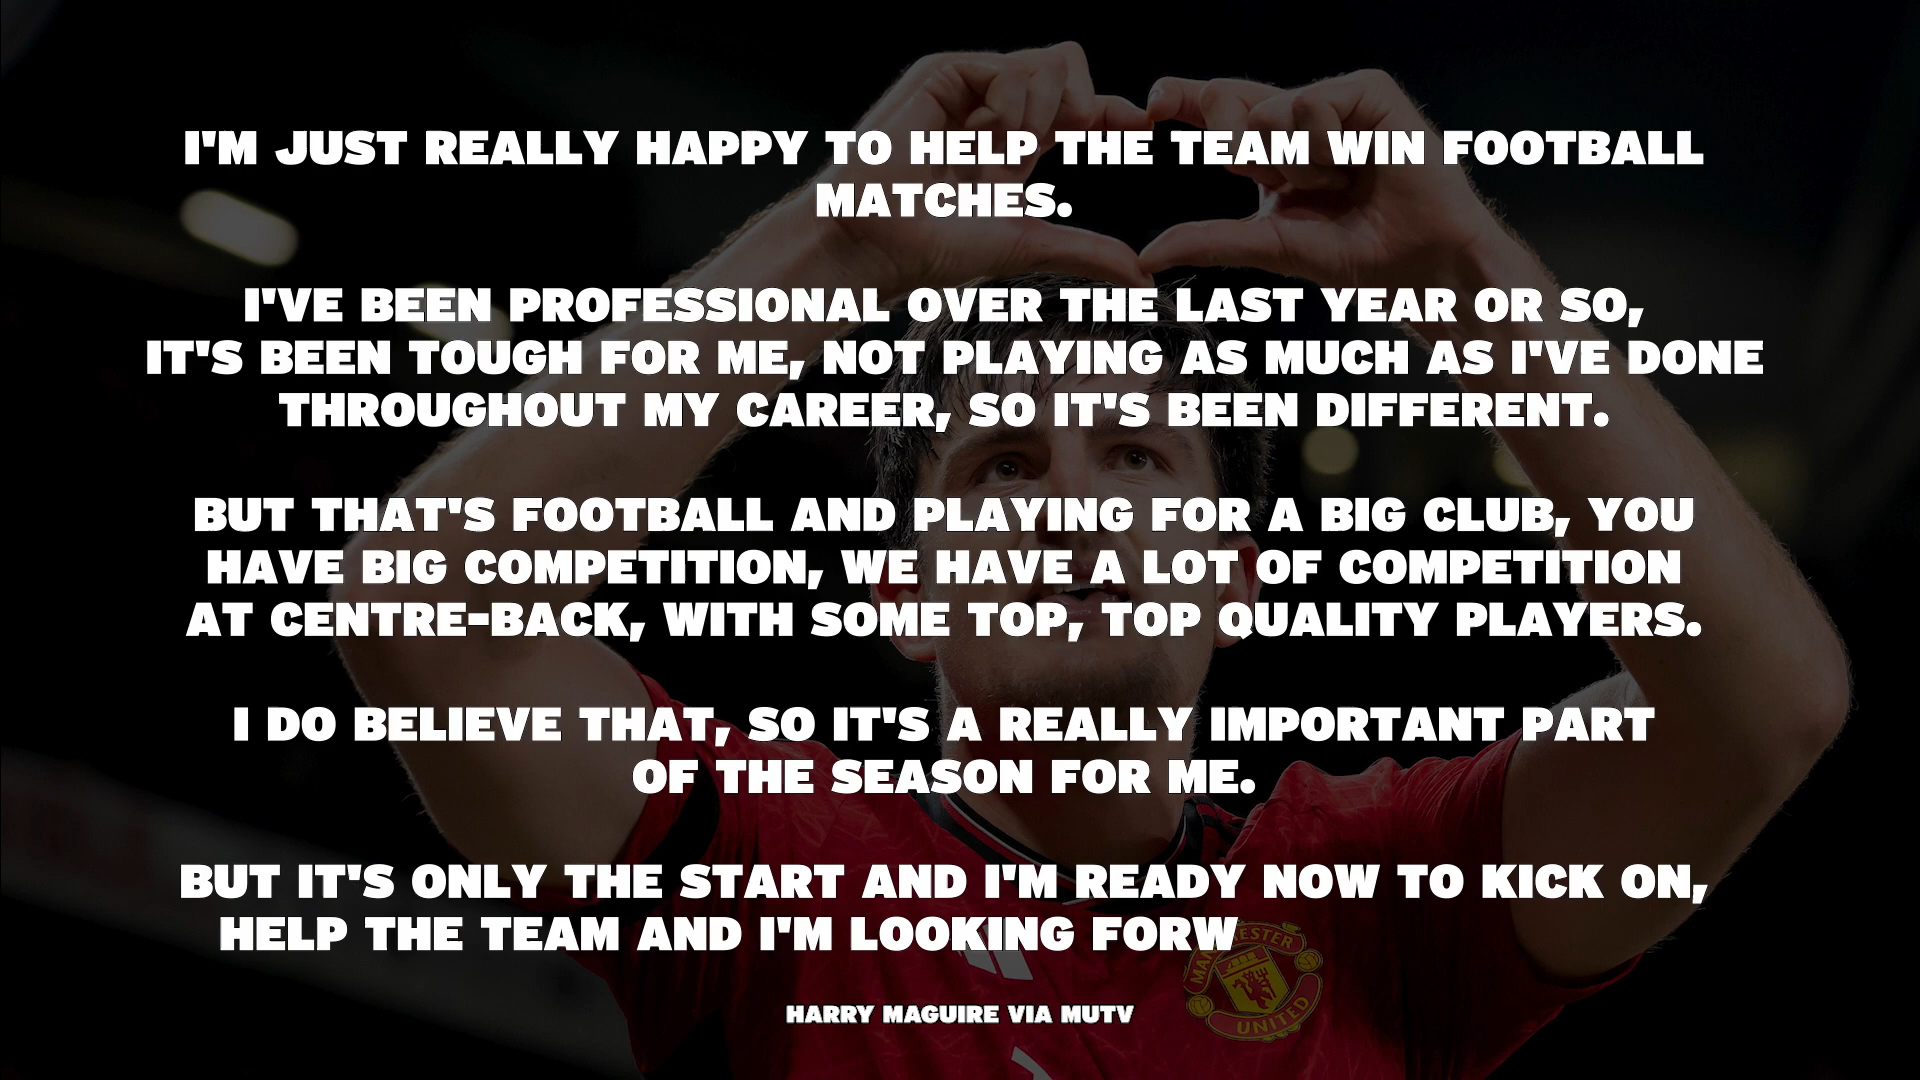 I'M JUST REALLY HAPPY TO HELP THE TEAM WIN FOOTBALL
MATCHES.
I'VE BEEN PROFESSIONAL OVER THE LAST YEAR OR SO,
IT'S BEEN TOUGH FOR ME, NOT PLAYING AS MUCH AS I'VE DONE
THROUGHOUT MY CAREER, SO IT'S BEEN DIFFERENT.
BUT THAT'S FOOTBALL AND PLAYING FOR A BIG CLUB, YOU
HAVE BIG COMPETITION, WE HAVE A LOT OF COMPETITION
AT CENTRE-BACK, WITH SOME TOP, TOP QUALITY PLAYERS.
I DO BELIEVE THAT, SO IT'S A REALLY IMPORTANT PART
OF THE SEASON FOR ME.
BUT IT'S ONLY THE START AND I'M READY NOW TO KICK ON,
HELP THE TEAM AND I'M LOOKING FORW
MANCHESTER
UNITED
HARRY MAGUIRE VIA MUTV